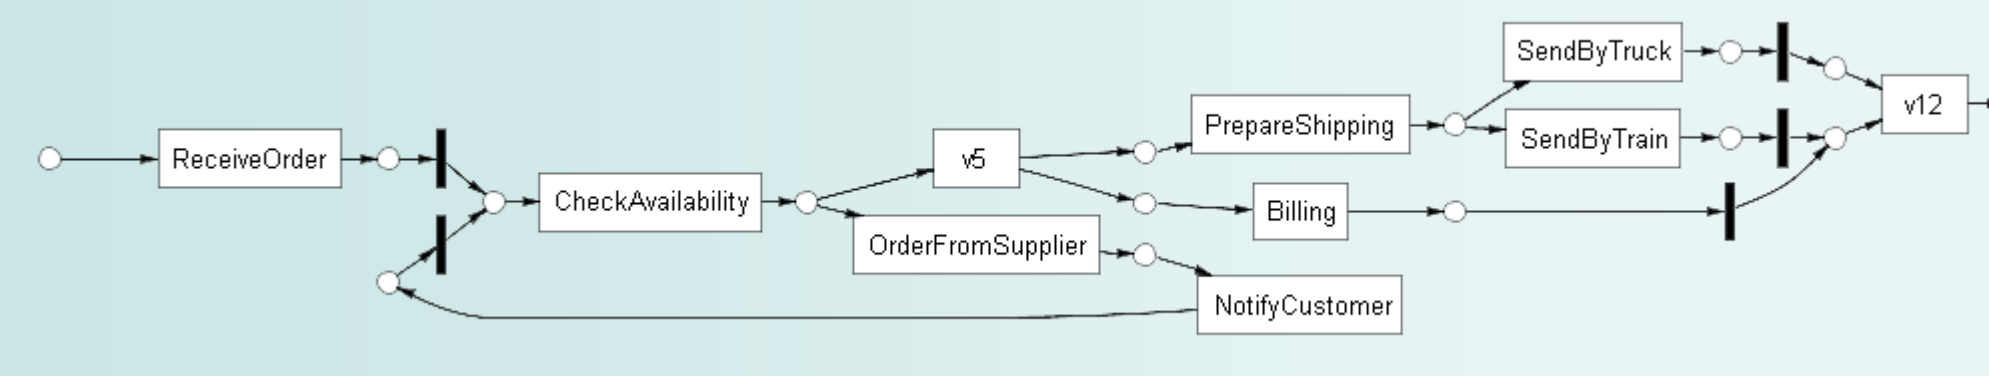 SendByTruck
v12
PrepareShipping
SendByTrain
ReceiveOrder
v5
CheckAvailability
Billing
OrderFromSupplier
NotifyCustomer